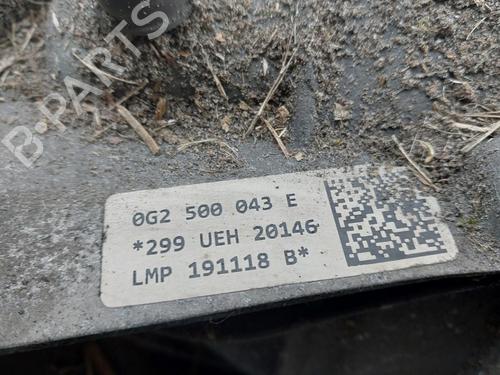 B-PARTS
0G2 500 043 E
*299 UEH 20146
LMP 191118 B*